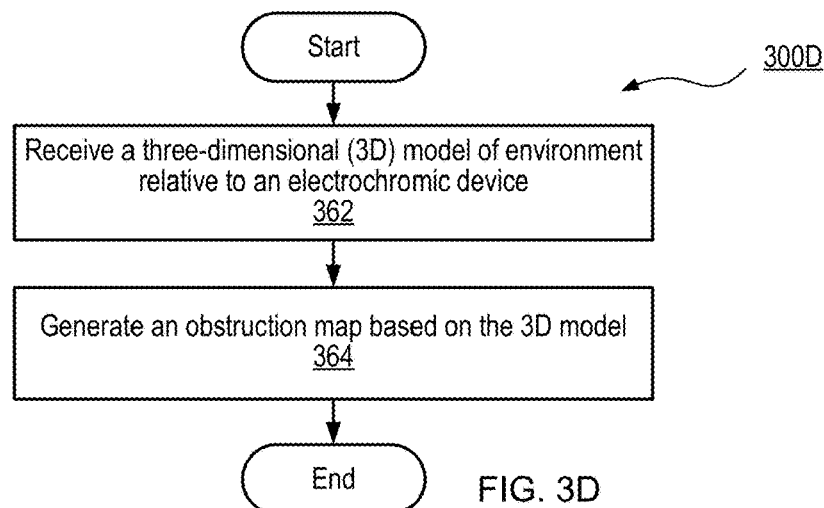 Start
300D
Receive a three-dimensional (3D) model of environment
relative to an electrochromic device
362
Generate an obstruction map based on the 3D model
364
End
FIG. 3D